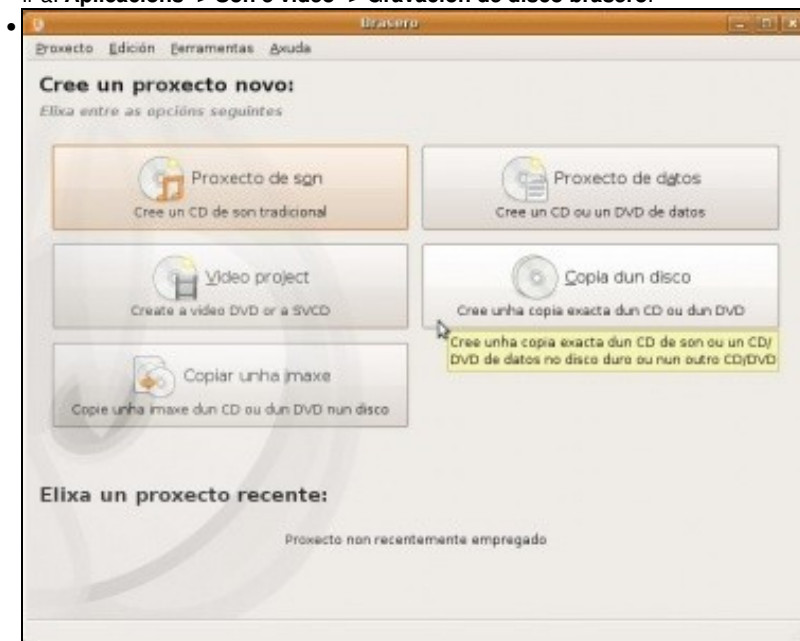 Ir a: Aplicacións -> Son e vídeo -> Gravación de disco brasero.
Brasero
Proxecto Edición Ferramentas Axuda
Cree un proxecto novo:
Elixa entre as opcións seguintes
Proxecto de son
Cree un CD de son tradicional
Proxecto de datos
Cree un CD ou un DVD de datos
Video project
Create a video DVD or a SVCD
Copia dun disco
Cree unha copia exacta dun CD ou dun DVD
Cree unha copia exacta dun CD de son ou un CD/
DVD de datos no disco duro ou nun outro CD/DVD
Copiar unha imaxe
Copie unha imaxe dun CD ou dun DVD nun disco
Elixa un proxecto recente:
Proxecto non recentemente empregado